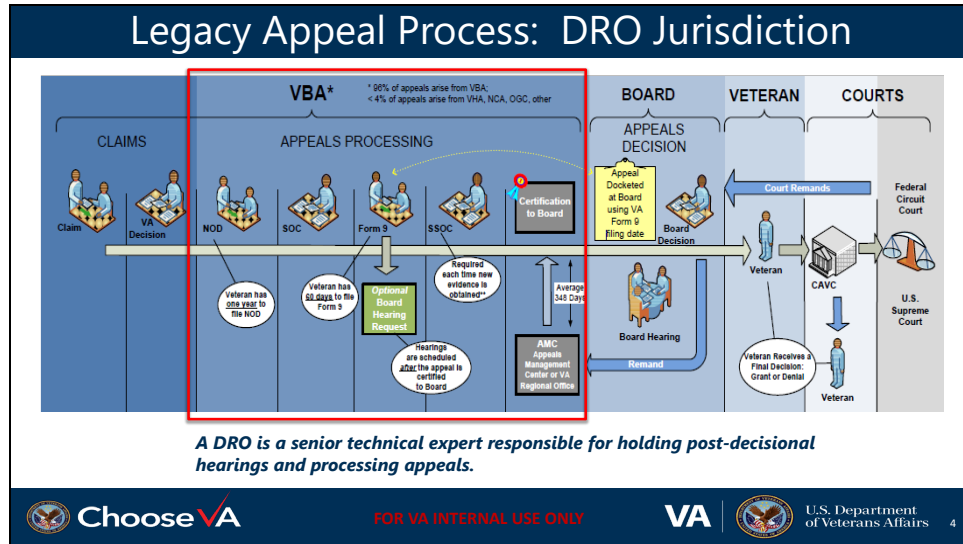 Legacy Appeal Process: DRO Jurisdiction
VBA*
* 96% of appeals arise from VBA;
< 4% of appeals arise from VHA, NCA, OGC, other
BOARD
VETERAN
COURTS
CLAIMS
APPEALS PROCESSING
APPEALS
DECISION
Claim
VA
Decision
NOD
SOC
Form 9
SSOC
Certification
to Board
Appeal
Docketed
at Board
using VA
Form 9
filing date
Board
Decision
Court Remands
Federal
Circuit
Court
Veteran has
one year to
file NOD
Veteran has
60 days to file
Form 9
Optional
Board
Hearing
Request
Required
each time new
evidence is
obtained**
Average
348 Days
Hearings
are scheduled
after the appeal is
certified
to Board
AMC
Appeals
Management
Center or VA
Regional Office
Board Hearing
Remand
Veteran
CAVC
U.S.
Supreme
Court
Veteran Receives a
Final Decision:
Grant or Denial
Veteran
A DRO is a senior technical expert responsible for holding post-decisional
hearings and processing appeals.
Choose VA
FOR VA INTERNAL USE ONLY
VA
U.S. Department
of Veterans Affairs
4